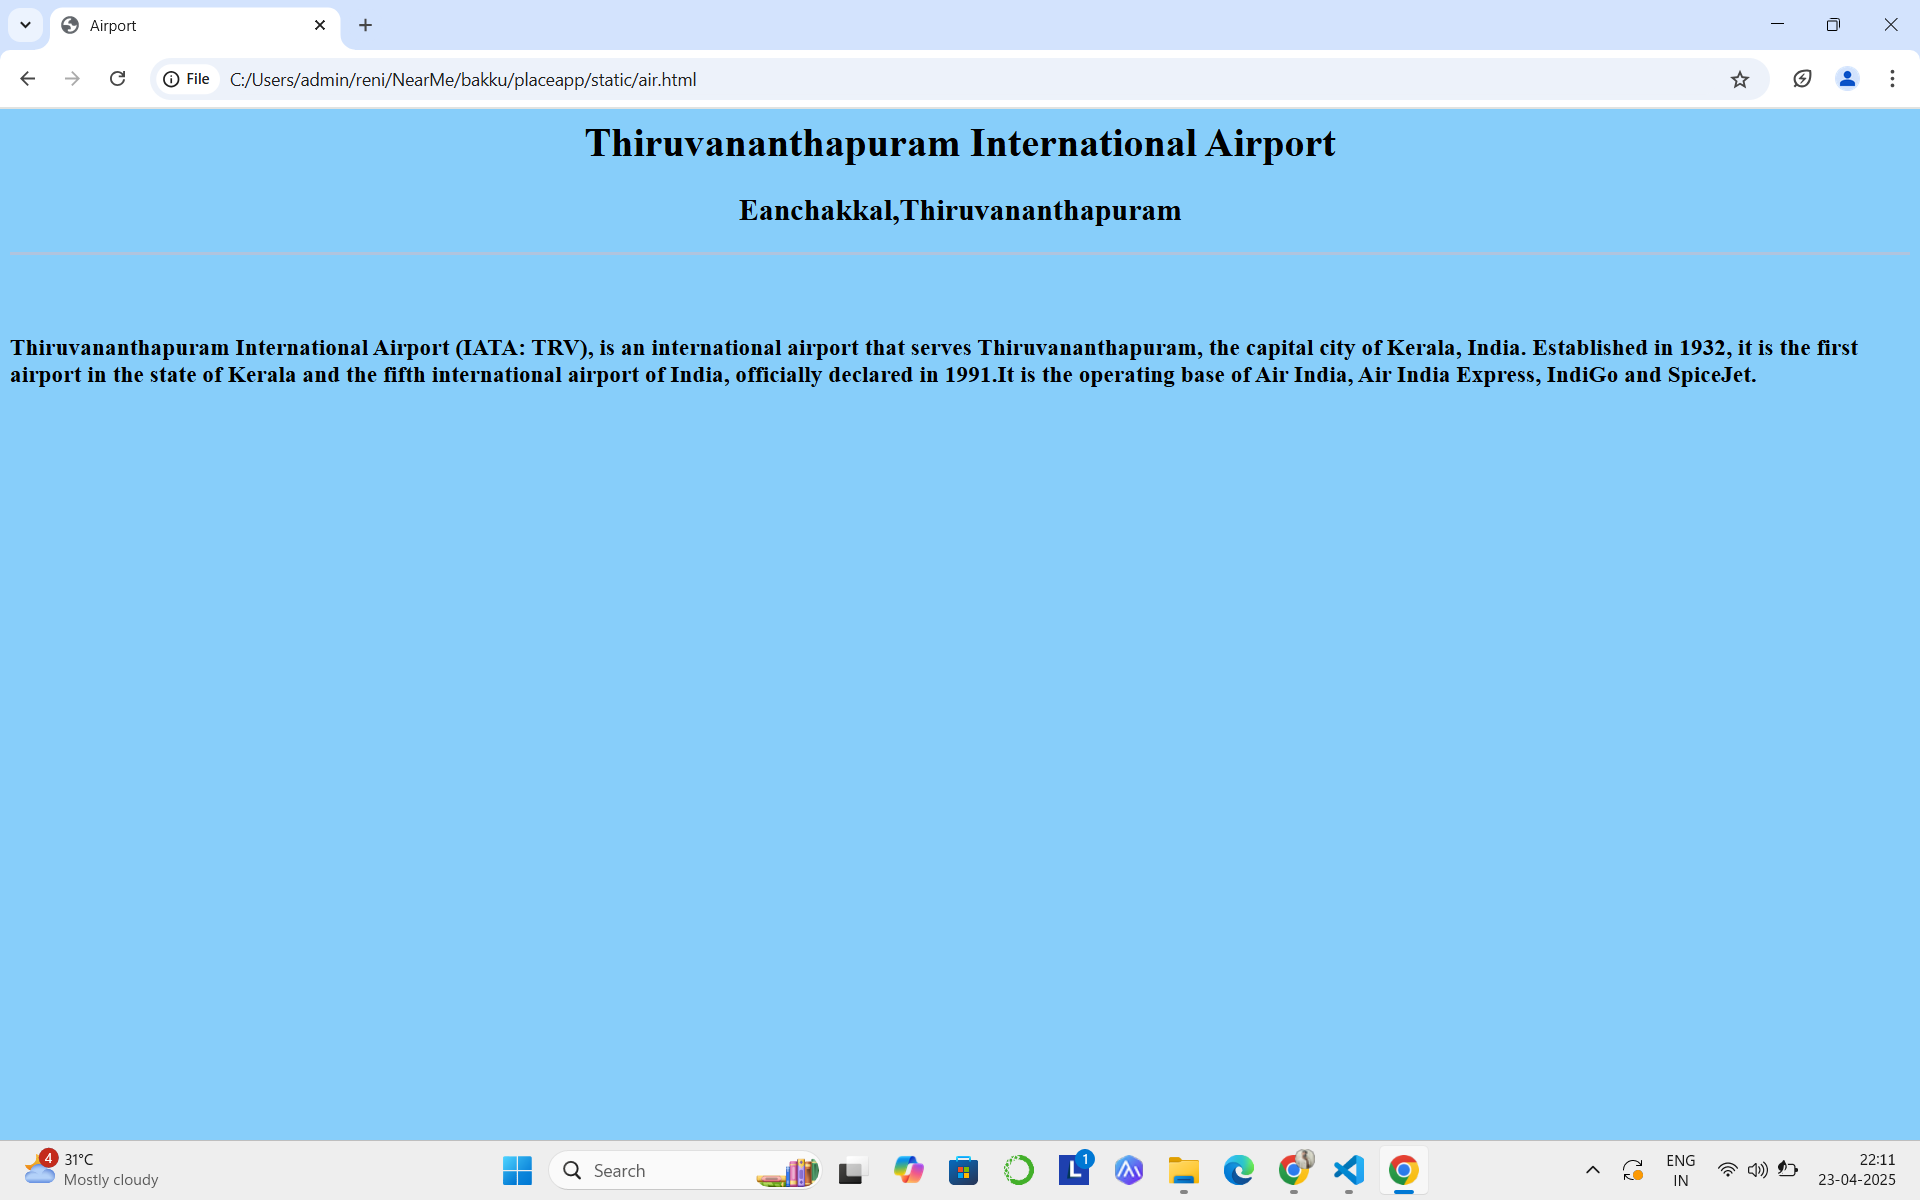 Airport
File C:/Users/admin/reni/NearMe/bakku/placeapp/static/air.html
Thiruvananthapuram International Airport
Eanchakkal,Thiruvananthapuram
Thiruvananthapuram International Airport (IATA: TRV), is an international airport that serves Thiruvananthapuram, the capital city of Kerala, India. Established in 1932, it is the first
airport in the state of Kerala and the fifth international airport of India, officially declared in 1991.It is the operating base of Air India, Air India Express, IndiGo and SpiceJet.
4
31°C
Mostly cloudy
Search
L 1
ENG
IN
22:11
23-04-2025